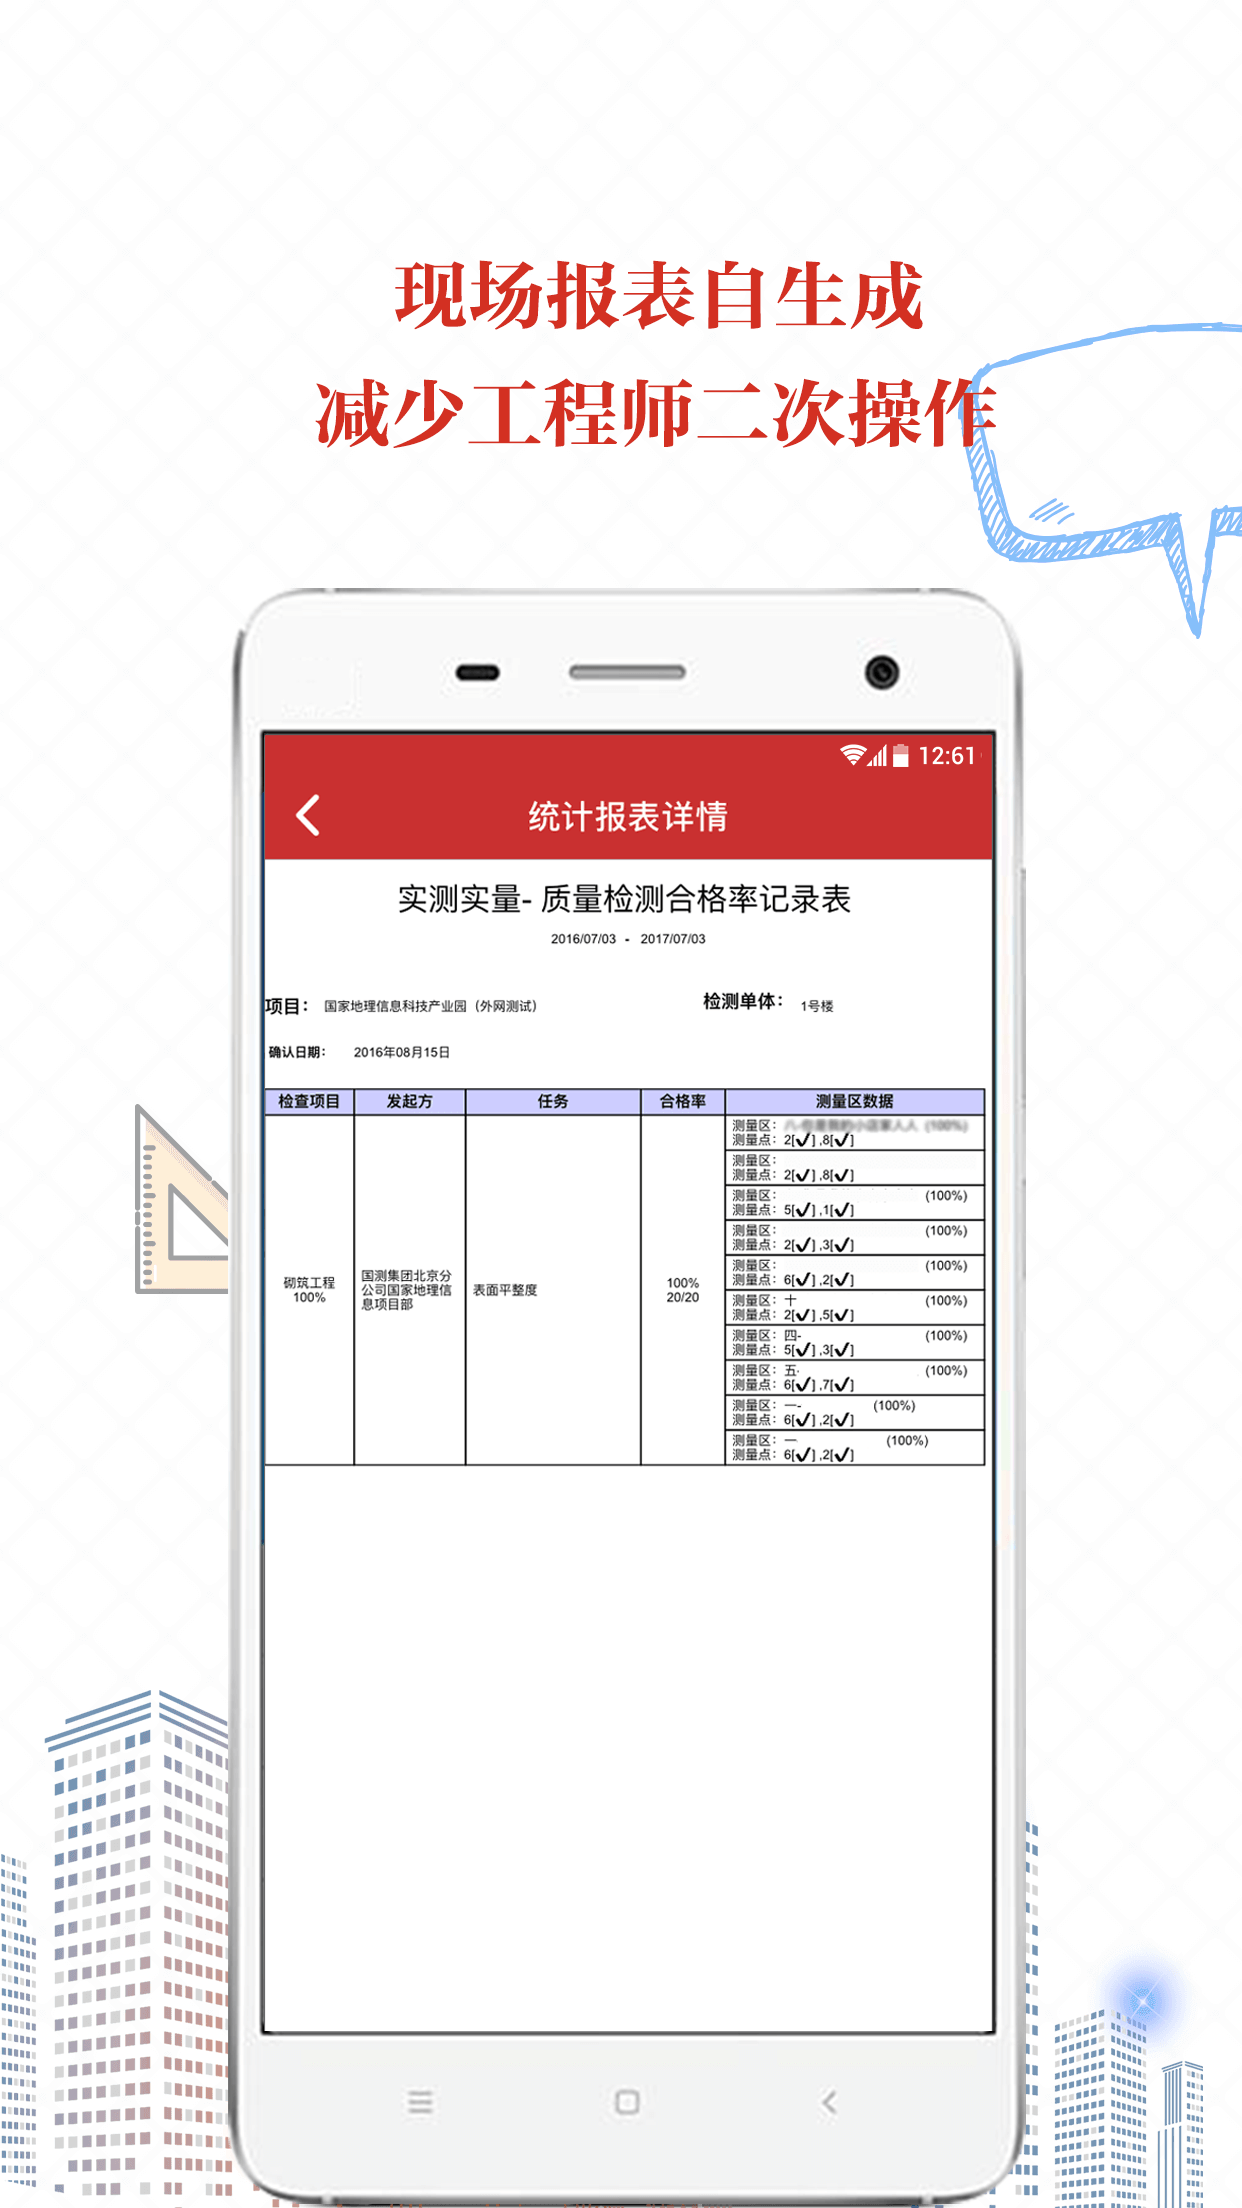 现场报表自生成
减少工程师二次操作
12:61
统计报表详情
实测实量- 质量检测合格率记录表
2016/07/03 - 2017/07/03
项目： 国家地理信息科技产业园（外网测试） 检测单体： 1号楼
确认日期： 2016年08月15日
检查项目 发起方 任务 合格率 测量区数据
砌筑工程
100%
国测集团北京分
公司国家地理信
息项目部
表面平整度
100%
20/20
测量区： (100%)
测量点：2[✔] ,8[✔]
测量区：
测量点：2[✔] ,8[✔]
测量区： (100%)
测量点：5[✔] ,1[✔]
测量区： (100%)
测量点：2[✔] ,3[✔]
测量区： (100%)
测量点：6[✔] ,2[✔]
测量区：十 (100%)
测量点：2[✔] ,5[✔]
测量区：四- (100%)
测量点：5[✔] ,3[✔]
测量区：五· (100%)
测量点：6[✔] ,7[✔]
测量区：一- (100%)
测量点：6[✔] ,2[✔]
测量区：一 (100%)
测量点：6[✔] ,2[✔]